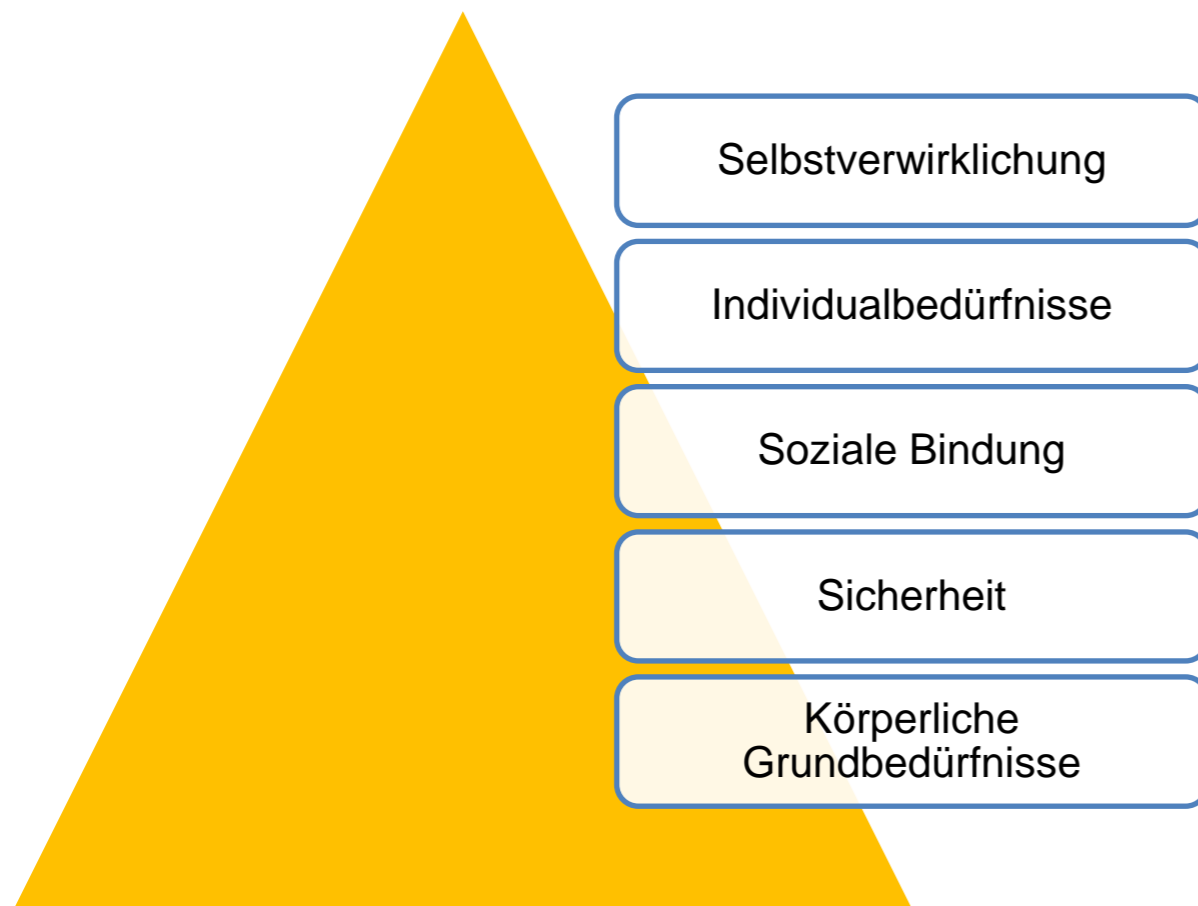 Selbstverwirklichung
Individualbedürfnisse
Soziale Bindung
Sicherheit
Körperliche
Grundbedürfnisse